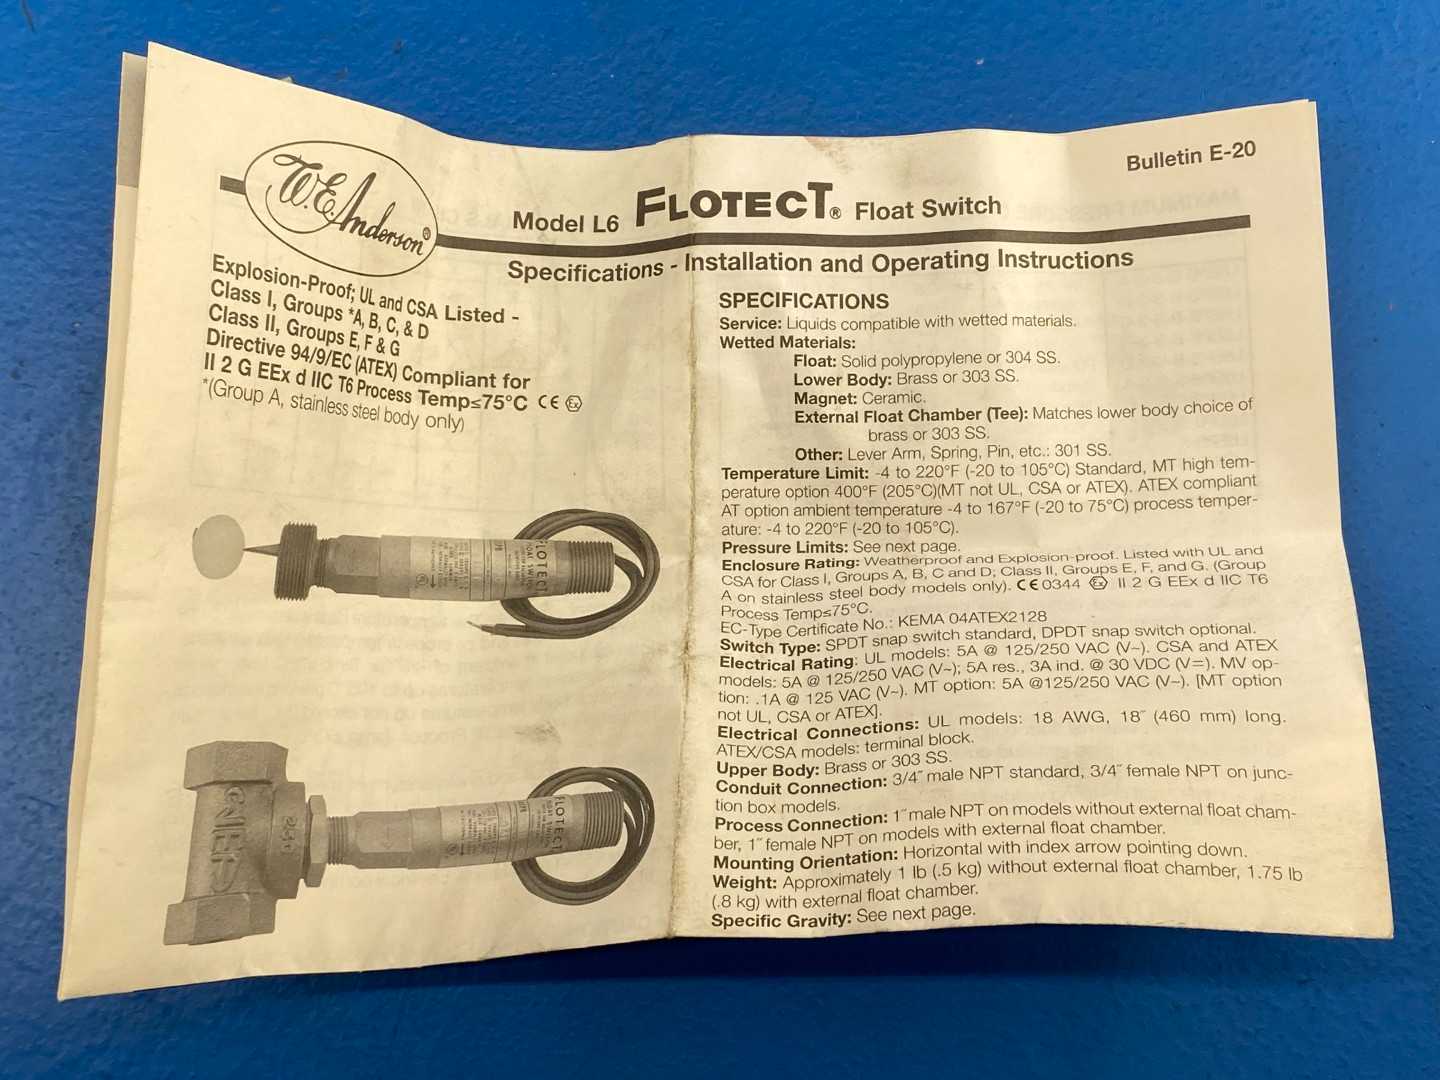 W.E. Anderson®
Bulletin E-20
Model L6 FLOTECT® Float Switch
Specifications - Installation and Operating Instructions
Explosion-Proof; UL and CSA Listed -
Class I, Groups *A, B, C, & D
Class II, Groups E, F & G
Directive 94/9/EC (ATEX) Compliant for
II 2 G EEx d IIC T6 Process Temp≤75°C CE Ex
*(Group A, stainless steel body only)
FLOTECT
FLOTECT
SPECIFICATIONS
Service: Liquids compatible with wetted materials.
Wetted Materials:
Float: Solid polypropylene or 304 SS.
Lower Body: Brass or 303 SS.
Magnet: Ceramic.
External Float Chamber (Tee): Matches lower body choice of
brass or 303 SS.
Other: Lever Arm, Spring, Pin, etc.: 301 SS.
Temperature Limit: -4 to 220°F (-20 to 105°C) Standard, MT high tem-
perature option 400°F (205°C)(MT not UL, CSA or ATEX). ATEX compliant
AT option ambient temperature -4 to 167°F (-20 to 75°C) process temper-
ature: -4 to 220°F (-20 to 105°C).
Pressure Limits: See next page.
Enclosure Rating: Weatherproof and Explosion-proof. Listed with UL and
CSA for Class I, Groups A, B, C and D; Class II, Groups E, F, and G. (Group
A on stainless steel body models only). CE 0344 Ex II 2 G EEx d IIC T6
Process Temp≤75°C.
EC-Type Certificate No.: KEMA 04ATEX2128
Switch Type: SPDT snap switch standard, DPDT snap switch optional.
Electrical Rating: UL models: 5A @ 125/250 VAC (V~). CSA and ATEX
models: 5A @ 125/250 VAC (V~); 5A res., 3A ind. @ 30 VDC (V=). MV op-
tion: .1A @ 125 VAC (V~). MT option: 5A @125/250 VAC (V~). [MT option
not UL, CSA or ATEX].
Electrical Connections: UL models: 18 AWG, 18˝ (460 mm) long.
ATEX/CSA models: terminal block.
Upper Body: Brass or 303 SS.
Conduit Connection: 3/4˝ male NPT standard, 3/4˝ female NPT on junc-
tion box models.
Process Connection: 1˝ male NPT on models without external float cham-
ber, 1˝ female NPT on models with external float chamber.
Mounting Orientation: Horizontal with index arrow pointing down.
Weight: Approximately 1 lb (.5 kg) without external float chamber, 1.75 lb
(.8 kg) with external float chamber.
Specific Gravity: See next page.